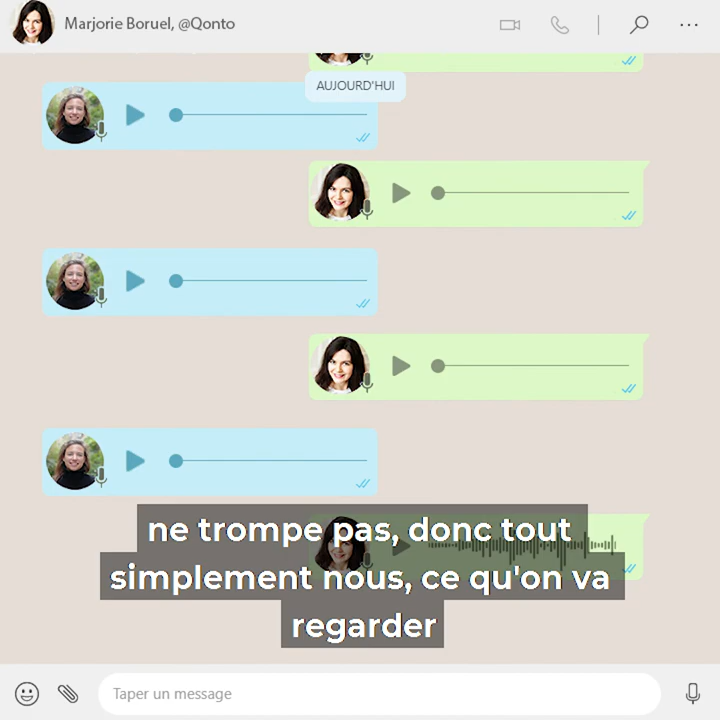 Marjorie Boruel, @Qonto
AUJOURD'HUI
ne trompe pas, donc tout
simplement nous, ce qu'on va
regarder
Taper un message